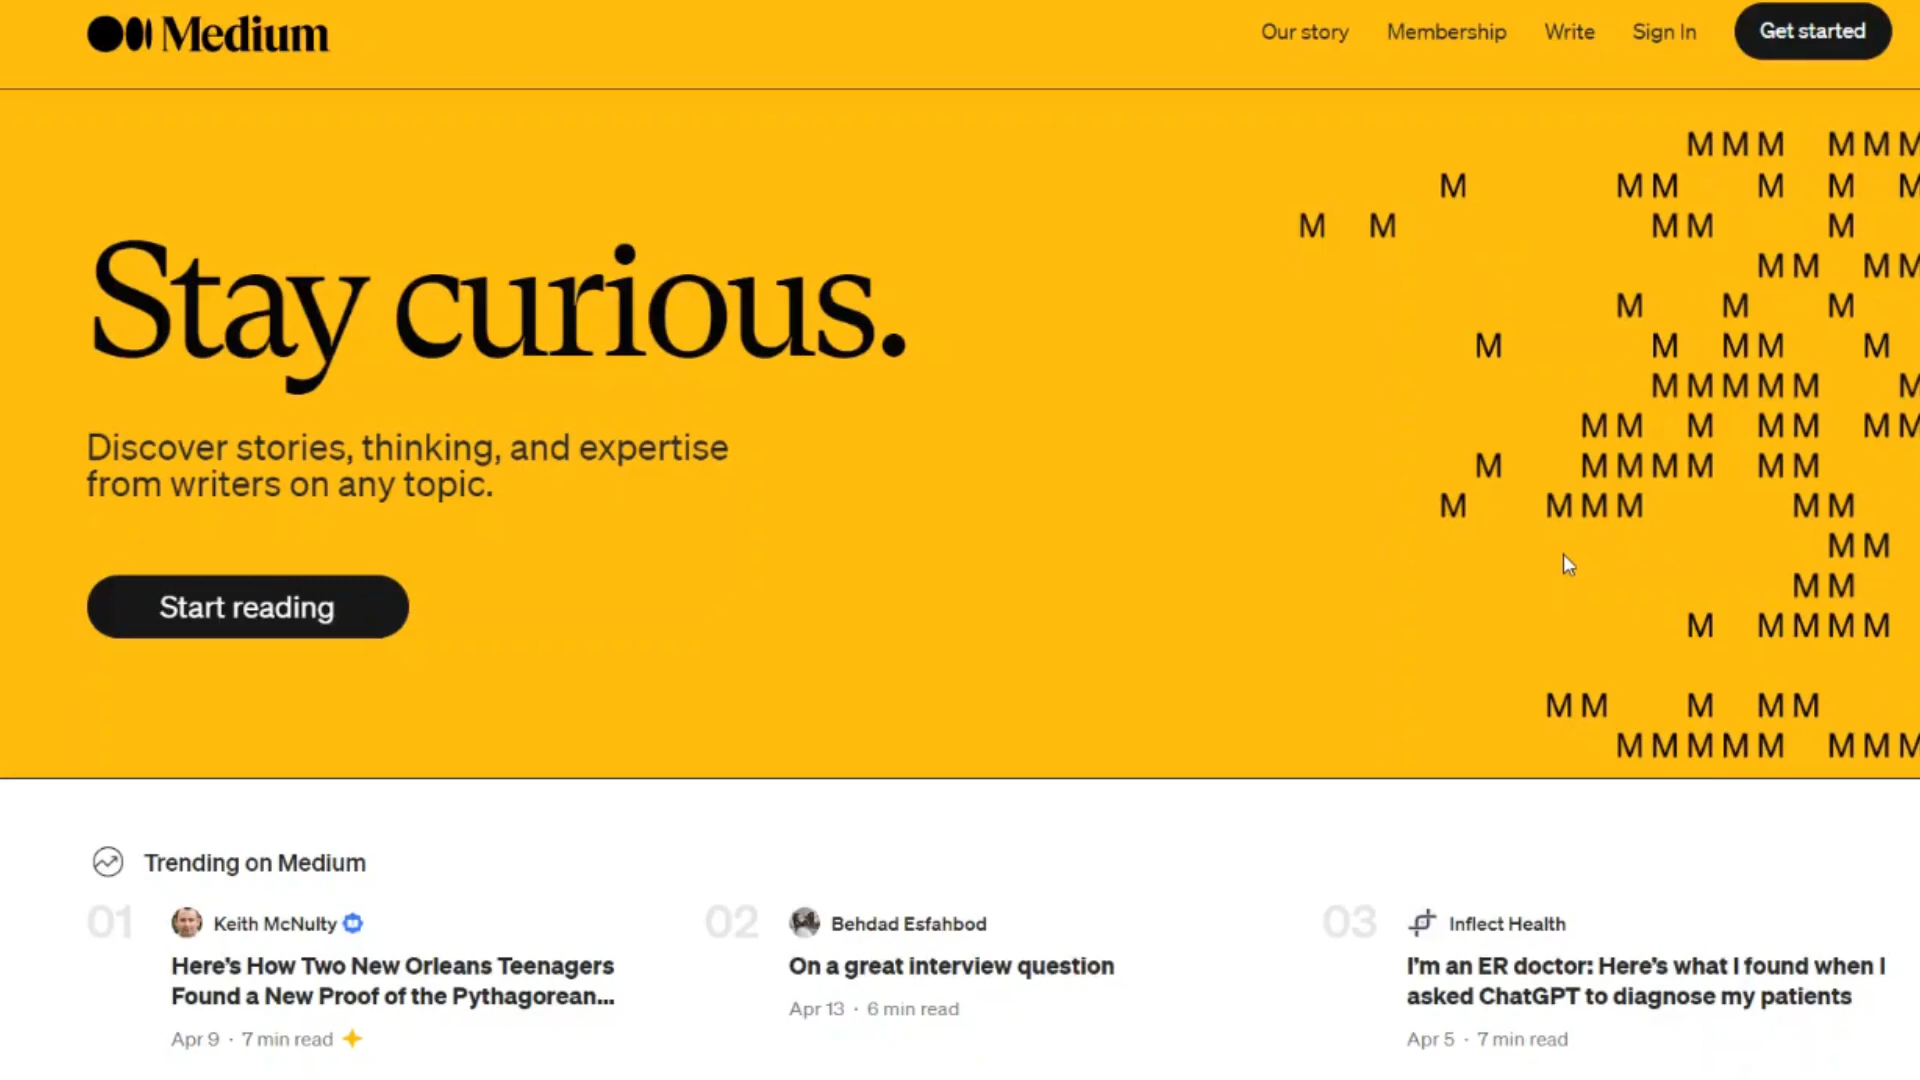 Medium
Our story Membership Write Sign In Get started
M M M M M M
M M M M M M
M M M M M
M M M M
M M M
M M M M M
M M M M M M
M M M M M M M
M M M M M M M
M M M M M M
M M
M M
M M M M M
M M M M M
M M M M M M M M
Stay curious.
Discover stories, thinking, and expertise
from writers on any topic.
Start reading
Trending on Medium
01 Keith McNulty
Here's How Two New Orleans Teenagers
Found a New Proof of the Pythagorean...
Apr 9 · 7 min read
02 Behdad Esfahbod
On a great interview question
Apr 13 · 6 min read
03 Inflect Health
I'm an ER doctor: Here's what I found when I
asked ChatGPT to diagnose my patients
Apr 5 · 7 min read